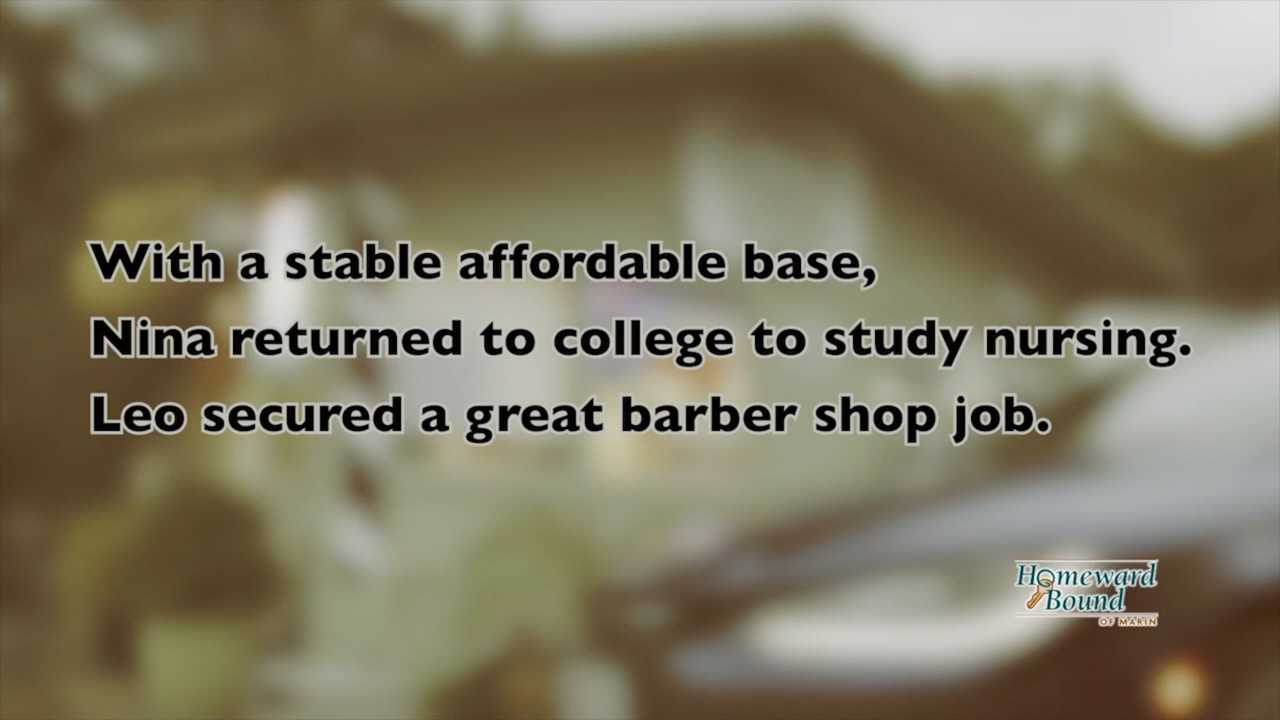 With a stable affordable base,
Nina returned to college to study nursing.
Leo secured a great barber shop job.
Homeward
Bound
OF MARIN